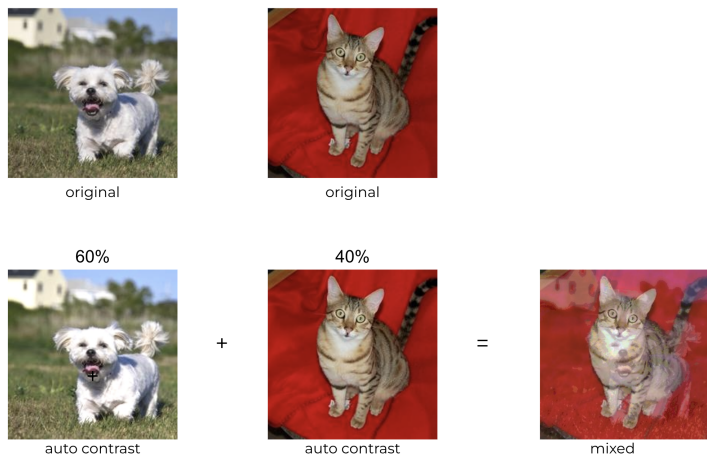 original
original
60%
40%
+
+
=
auto contrast
auto contrast
mixed